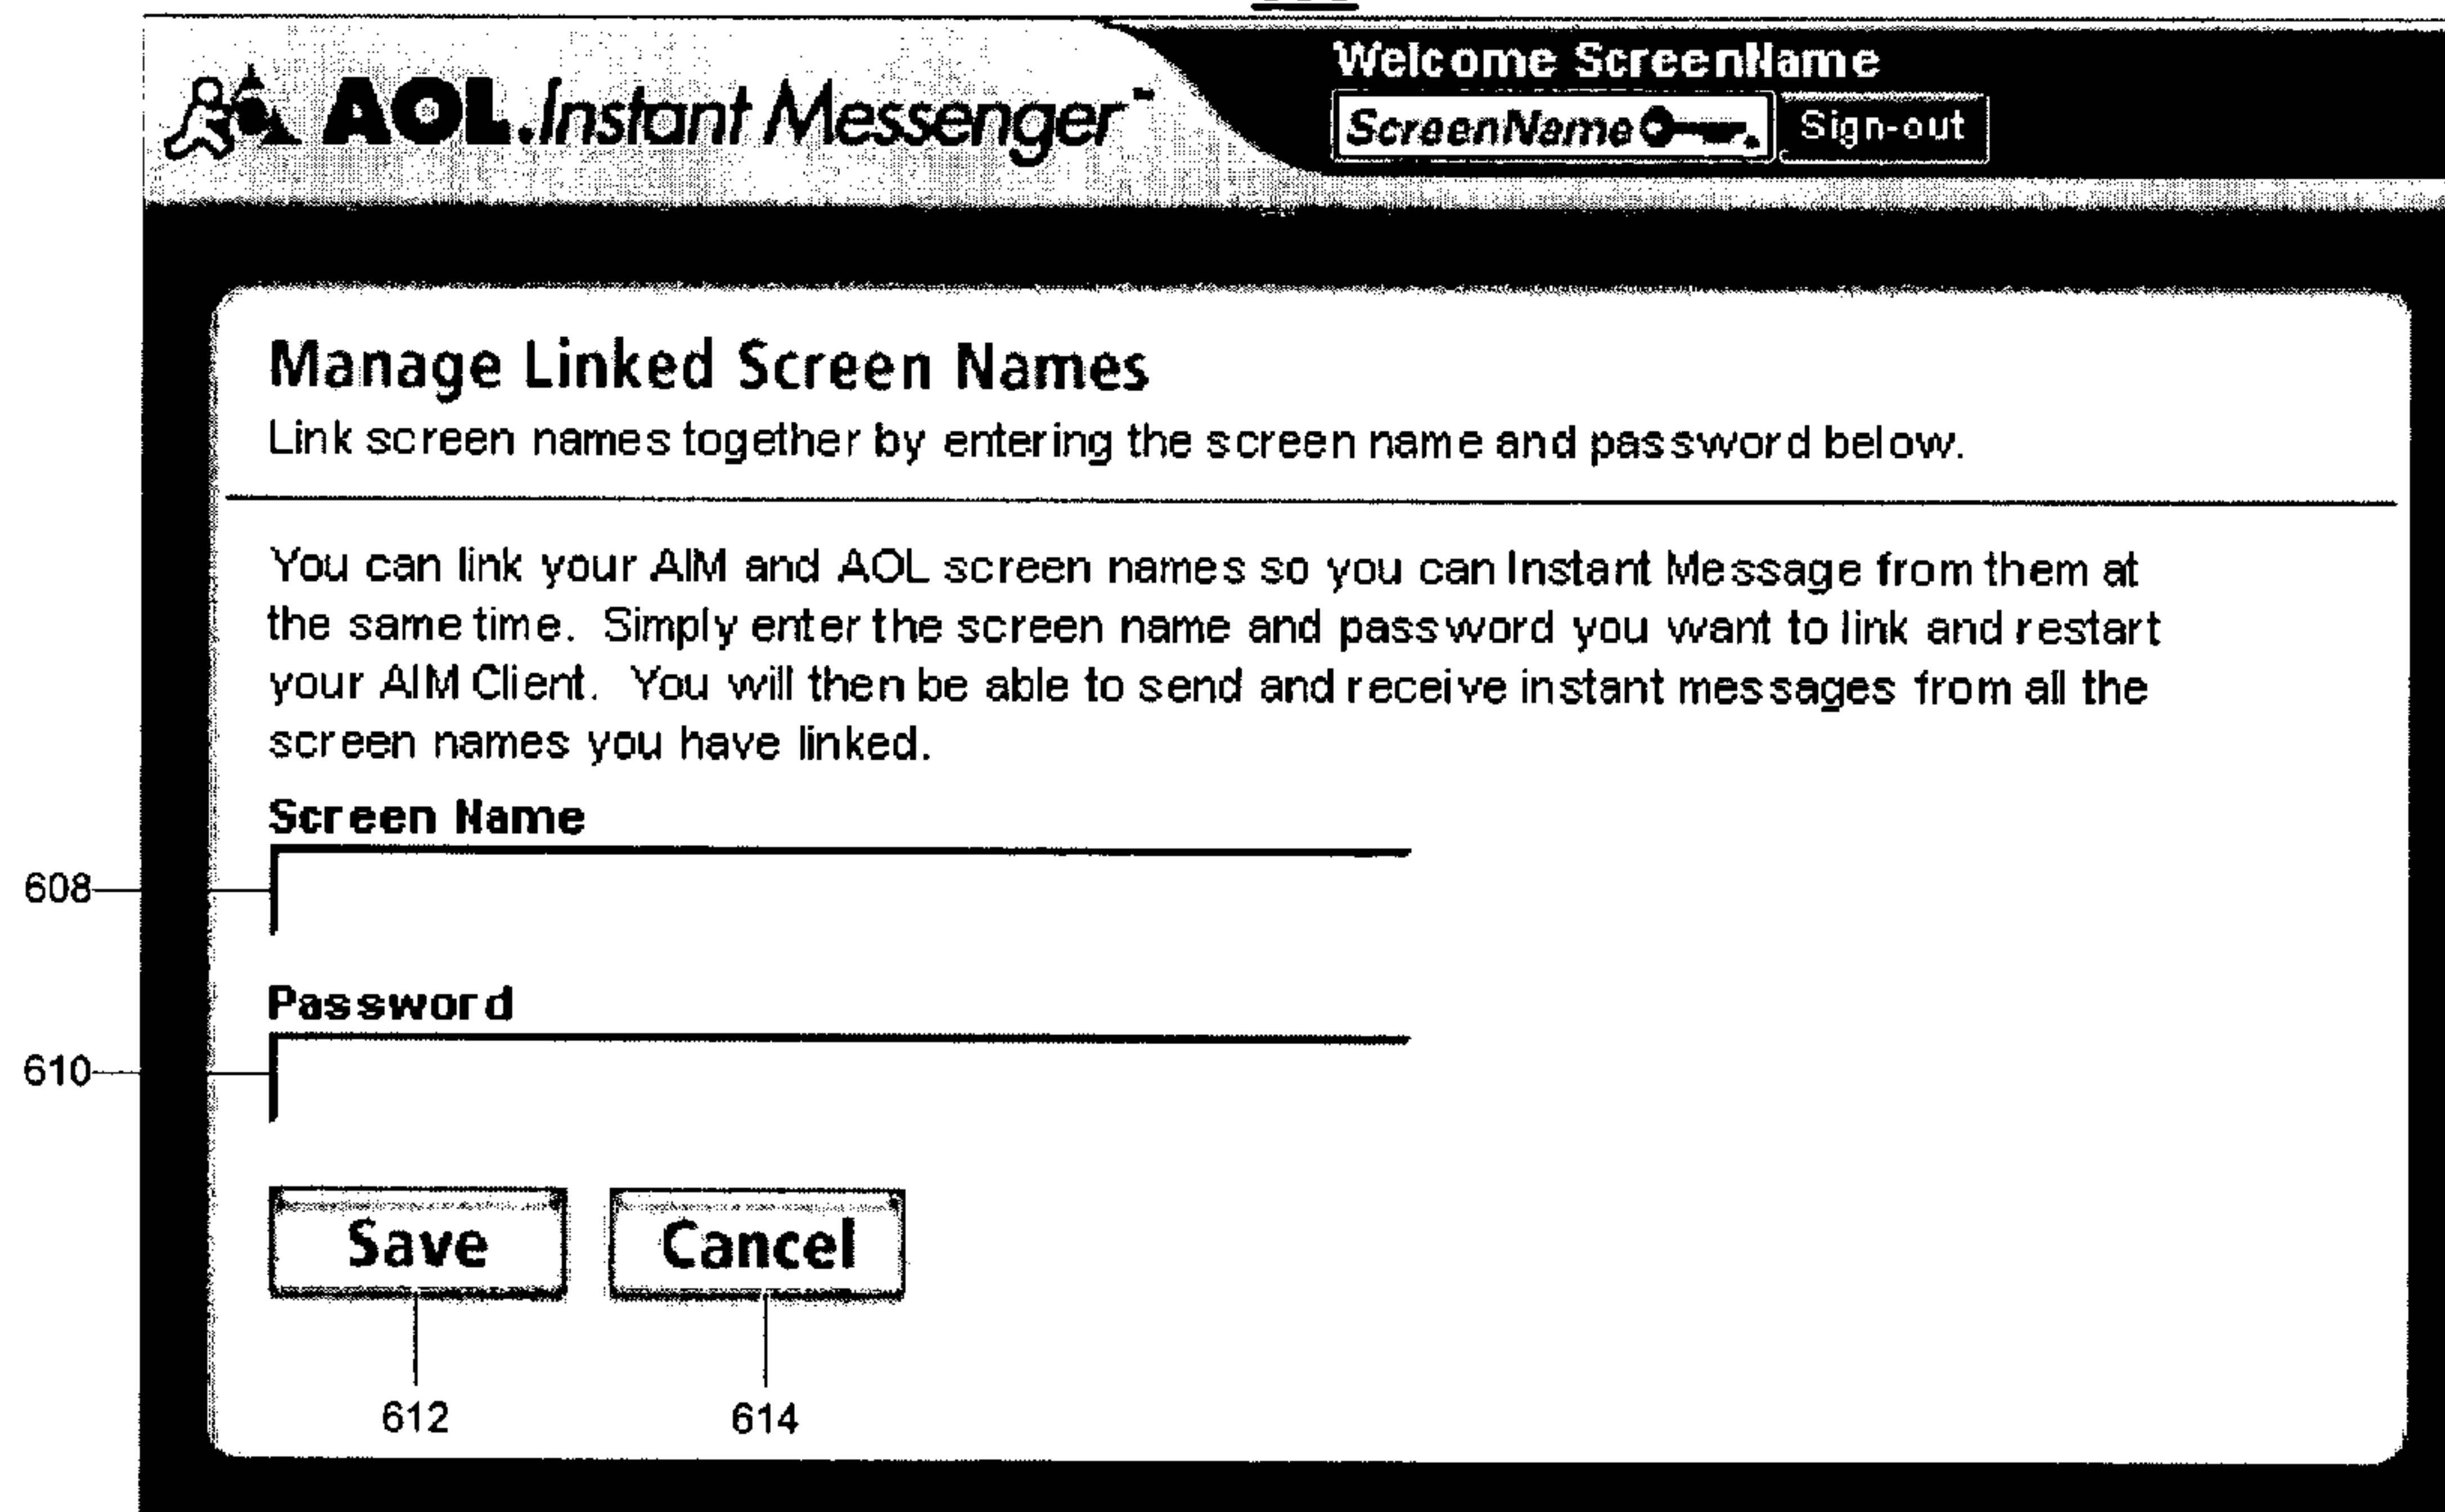 Welcome ScreenName
AOL Instant Messenger™
ScreenName Sign-out
Manage Linked Screen Names
Link screen names together by entering the screen name and password below.
You can link your AIM and AOL screen names so you can Instant Message from them at
the same time. Simply enter the screen name and password you want to link and restart
your AIM Client. You will then be able to send and receive instant messages from all the
screen names you have linked.
Screen Name
608
Password
610
Save Cancel
612 614